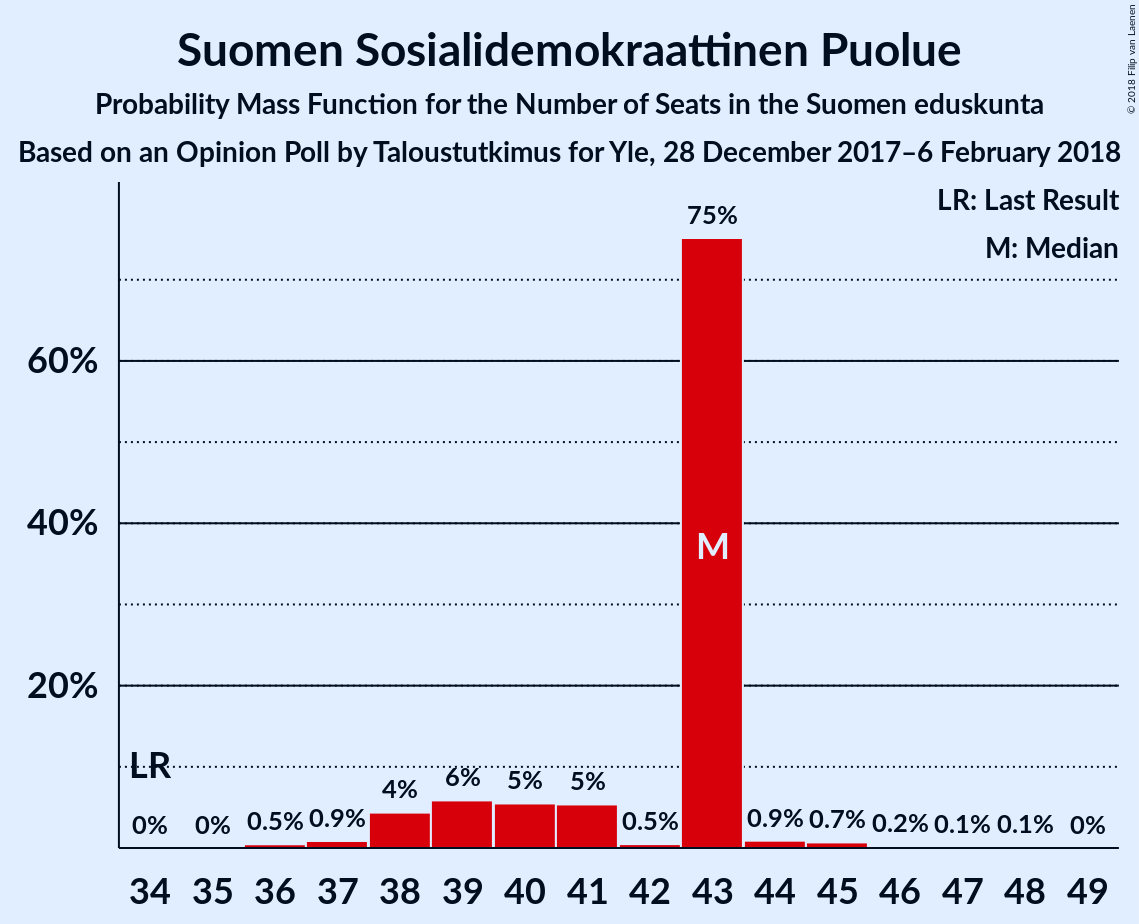 Suomen Sosialidemokraattinen Puolue
Probability Mass Function for the Number of Seats in the Suomen eduskunta
Based on an Opinion Poll by Taloustutkimus for Yle, 28 December 2017–6 February 2018
© 2018 Filip van Laenen
LR: Last Result
M: Median
75%
60%
40%
M
20%
LR
0% 0% 0.5% 0.9% 4% 6% 5% 5% 0.5% 0.9% 0.7% 0.2% 0.1% 0.1% 0%
34 35 36 37 38 39 40 41 42 43 44 45 46 47 48 49